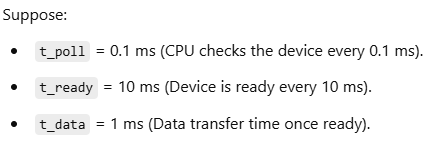 Suppose:
• t_poll = 0.1 ms (CPU checks the device every 0.1 ms).
• t_ready = 10 ms (Device is ready every 10 ms).
• t_data = 1 ms (Data transfer time once ready).